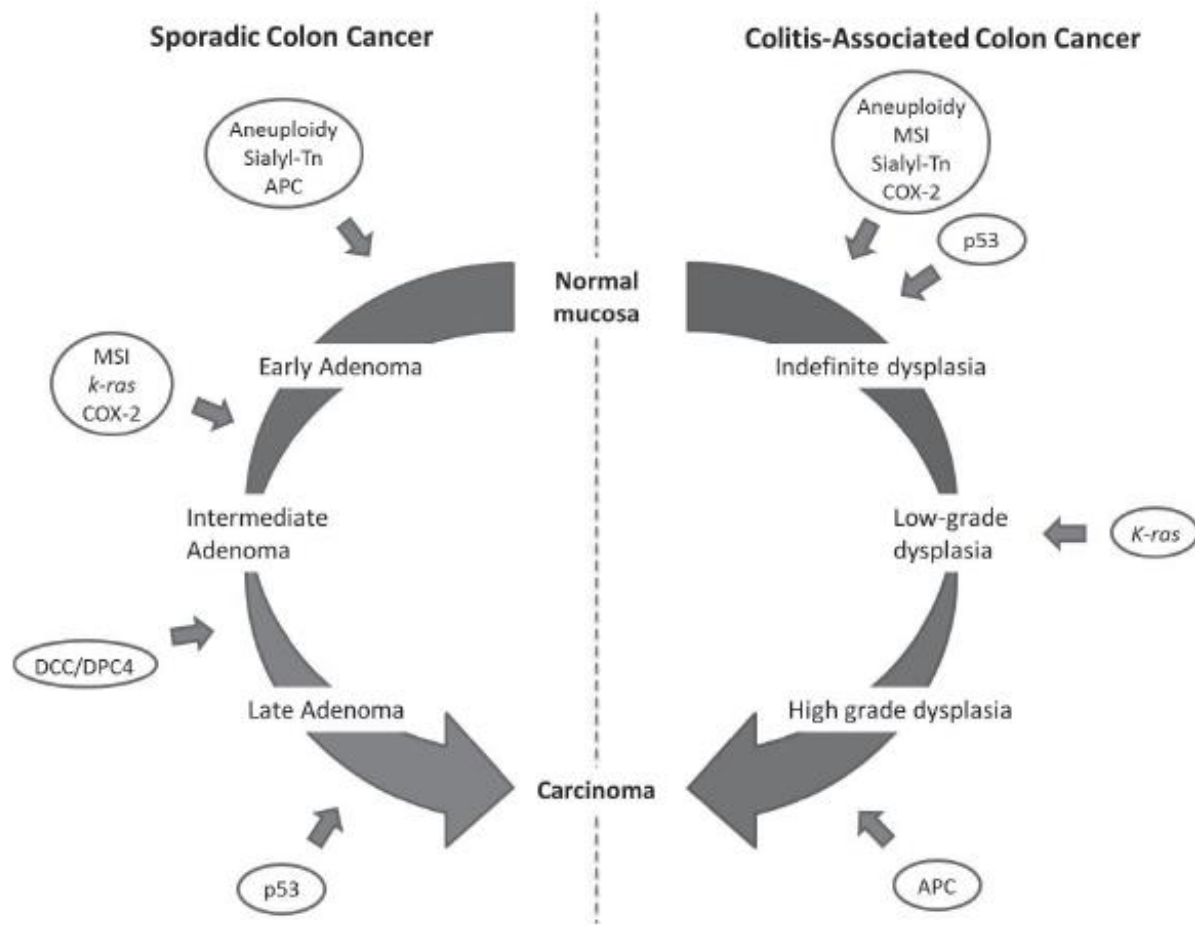 Sporadic Colon Cancer
Colitis-Associated Colon Cancer
Aneuploidy
Sialyl-Tn
APC
Aneuploidy
MSI
Sialyl-Tn
COX-2
p53
Normal
mucosa
MSI
k-ras
COX-2
Early Adenoma
Indefinite dysplasia
Intermediate
Adenoma
Low-grade
dysplasia
K-ras
DCC/DPC4
Late Adenoma
High grade dysplasia
Carcinoma
p53
APC